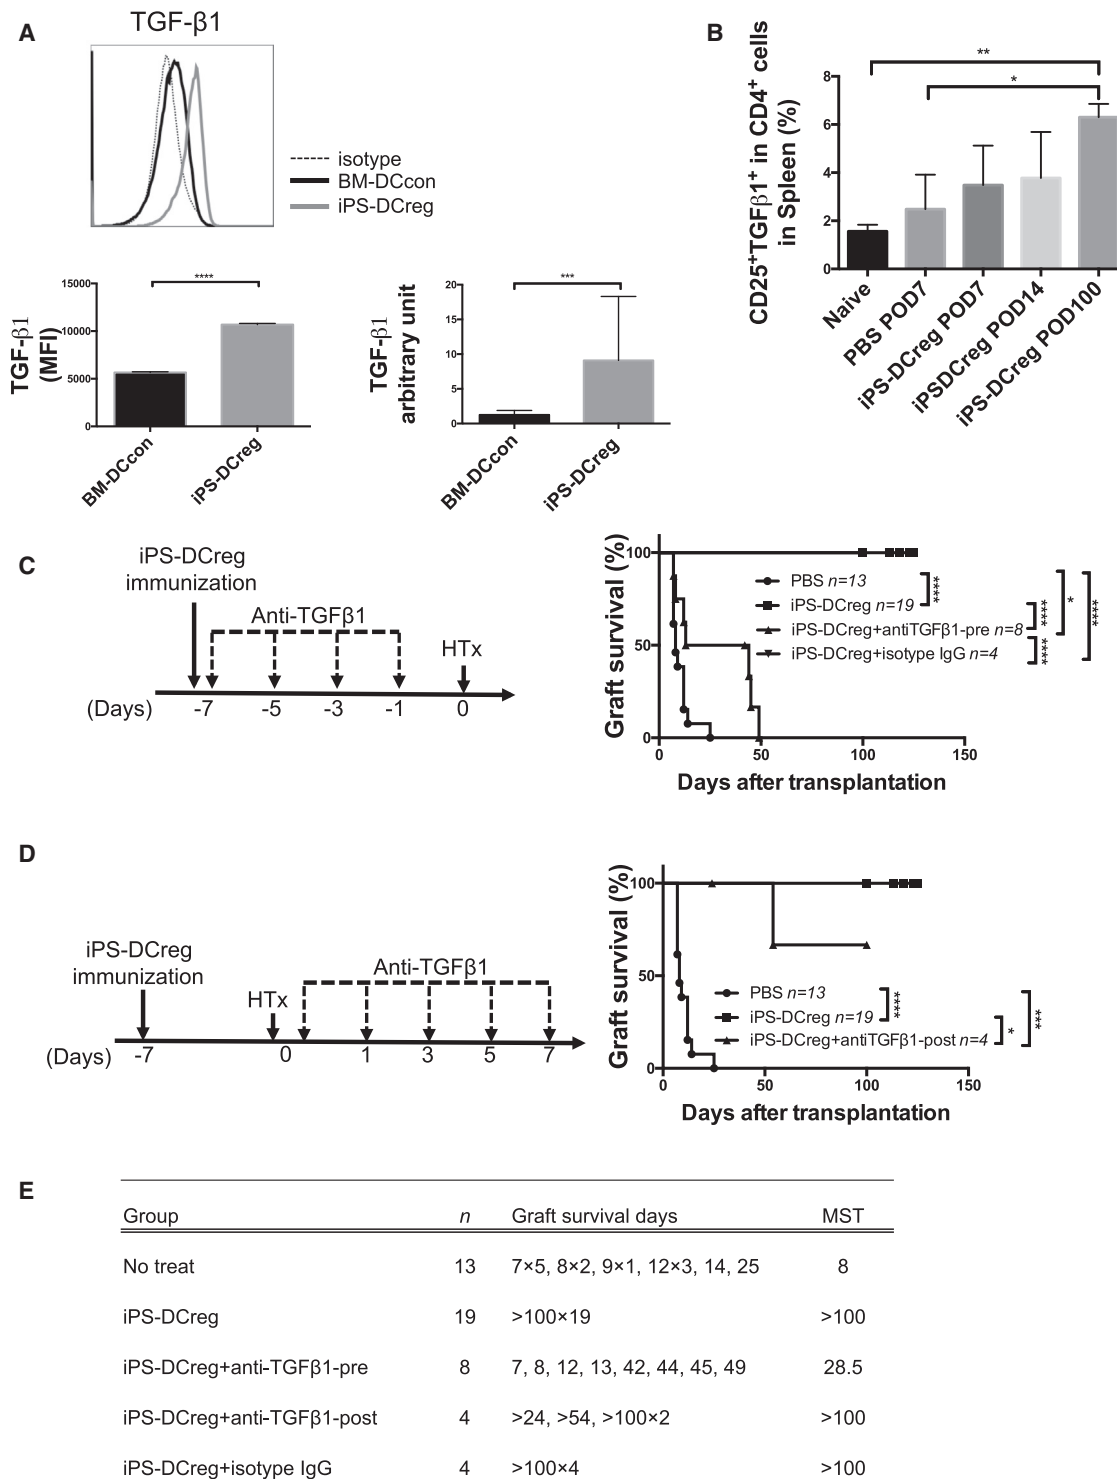 A
TGF-β1
isotype
BM-DCcon
iPS-DCreg
TGF-β1
(MFI)
15000
10000
5000
0
****
BM-DCcon
iPS-DCreg
TGF-β1
arbitrary unit
20
15
10
5
0
***
BM-DCcon
iPS-DCreg
B
CD25⁺TGFβ1⁺ in CD4⁺ cells
in Spleen (%)
8
6
4
2
0
**
*
Naive
PBS POD7
iPS-DCreg POD7
iPSDCreg POD14
iPS-DCreg POD100
C
iPS-DCreg
immunization
Anti-TGFβ1
HTx
(Days)
-7 -5 -3 -1 0
Graft survival (%)
100
50
0
PBS n=13
iPS-DCreg n=19
iPS-DCreg+antiTGFβ1-pre n=8
iPS-DCreg+isotype IgG n=4
****
****
****
*
****
0 50 100 150
Days after transplantation
D
iPS-DCreg
immunization
HTx
Anti-TGFβ1
(Days)
-7 0 1 3 5 7
Graft survival (%)
100
50
0
PBS n=13
iPS-DCreg n=19
iPS-DCreg+antiTGFβ1-post n=4
****
*
***
0 50 100 150
Days after transplantation
E
Group n Graft survival days MST
No treat 13 7×5, 8×2, 9×1, 12×3, 14, 25 8
iPS-DCreg 19 >100×19 >100
iPS-DCreg+anti-TGFβ1-pre 8 7, 8, 12, 13, 42, 44, 45, 49 28.5
iPS-DCreg+anti-TGFβ1-post 4 >24, >54, >100×2 >100
iPS-DCreg+isotype IgG 4 >100×4 >100